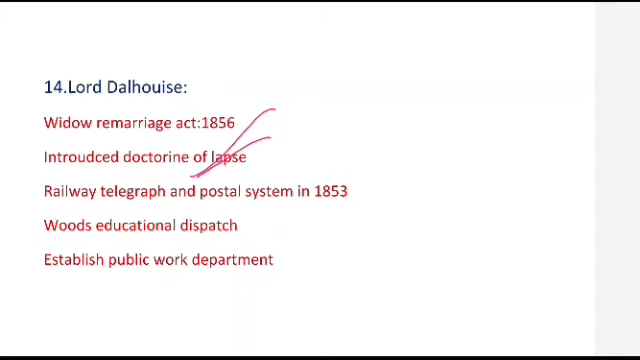 14.Lord Dalhouise:
Widow remarriage act:1856
Introudced doctorine of lapse
Railway telegraph and postal system in 1853
Woods educational dispatch
Establish public work department